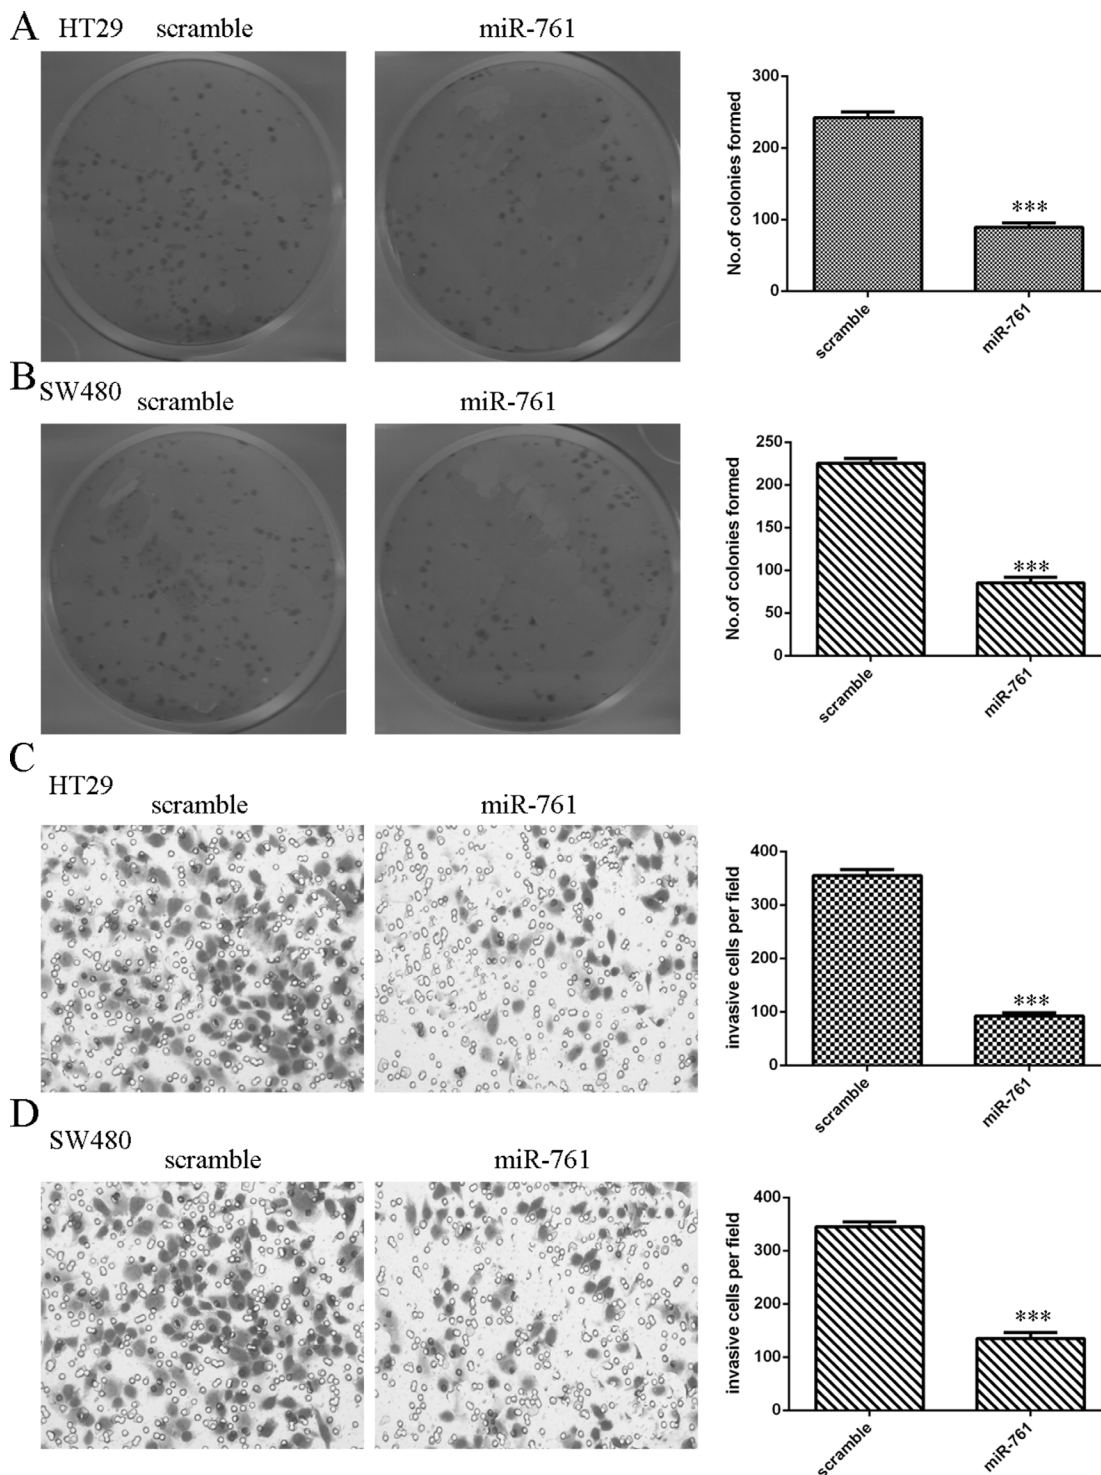 A
HT29 scramble miR-761
300
200
100
0
No.of colonies formed
***
scramble
miR-761
B
SW480 scramble miR-761
250
200
150
100
50
0
No.of colonies formed
***
scramble
miR-761
C
HT29
scramble miR-761
400
300
200
100
0
invasive cells per field
***
scramble
miR-761
D
SW480
scramble miR-761
400
300
200
100
0
invasive cells per field
***
scramble
miR-761